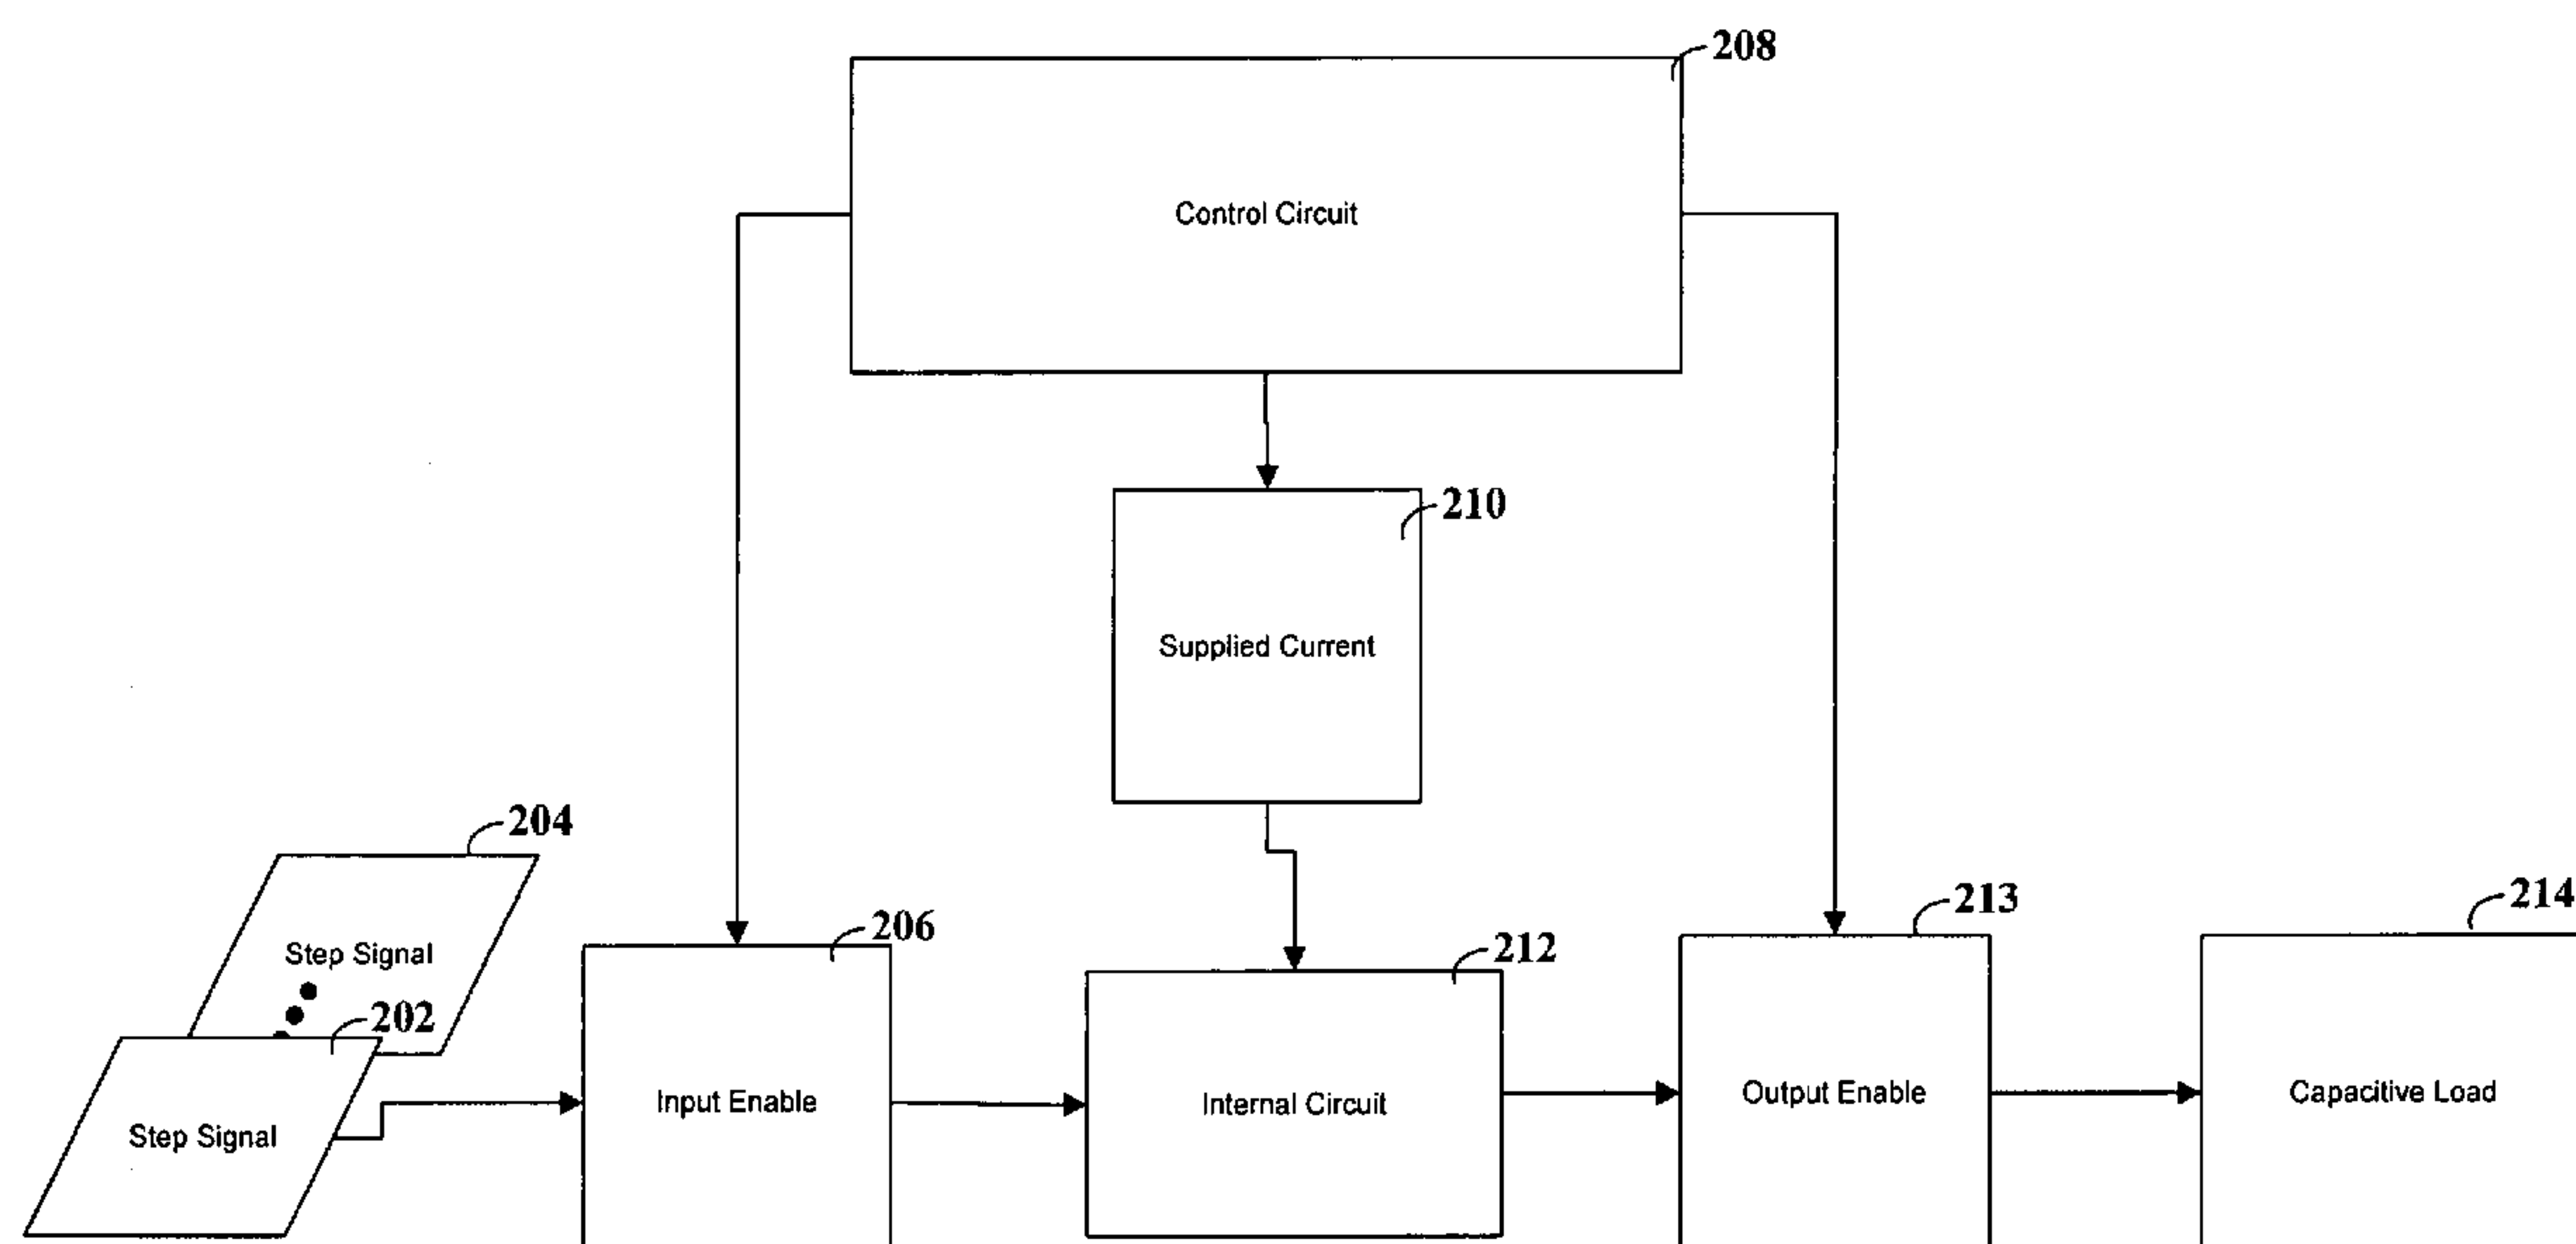 208
Control Circuit
210
Supplied Current
204
Step Signal
202
Step Signal
206
Input Enable
212
Internal Circuit
213
Output Enable
214
Capacitive Load